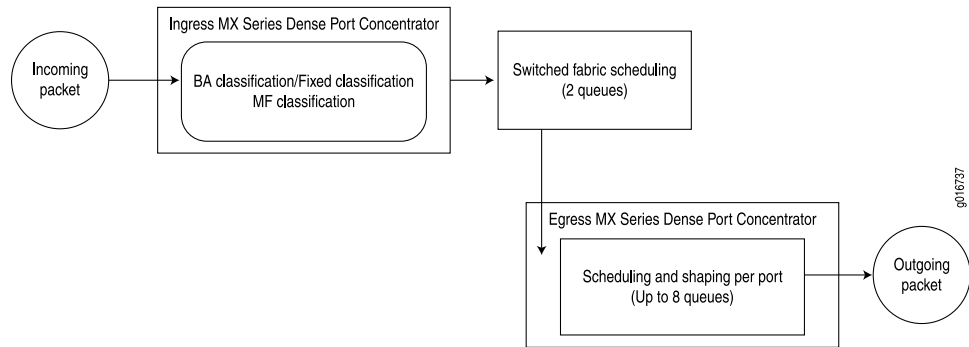 Ingress MX Series Dense Port Concentrator
Incoming
packet
BA classification/Fixed classification
MF classification
Switched fabric scheduling
(2 queues)
g016737
Egress MX Series Dense Port Concentrator
Scheduling and shaping per port
(Up to 8 queues)
Outgoing
packet